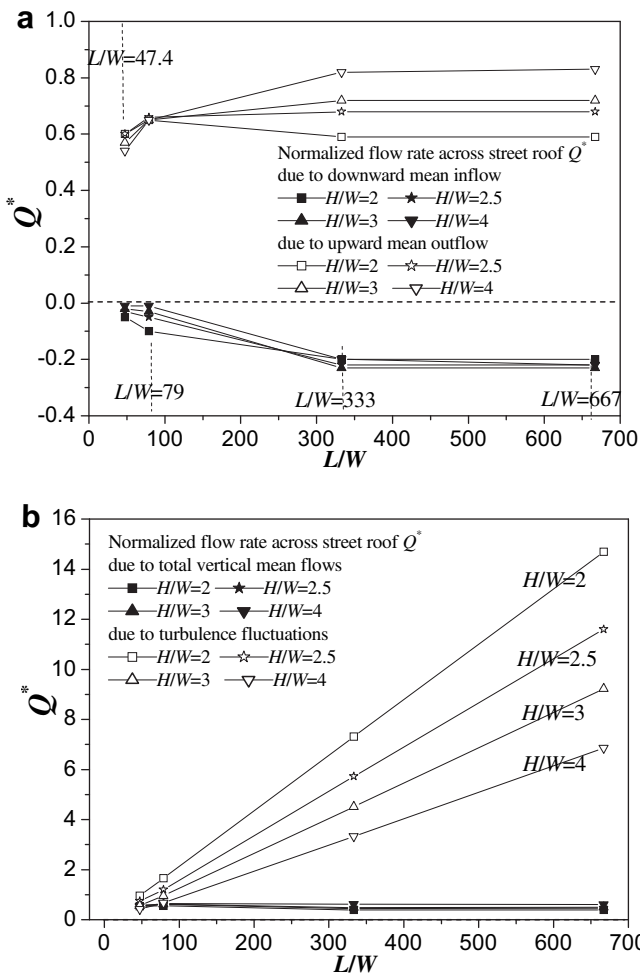 a
1.0
0.8
0.6
0.4
0.2
0.0
-0.2
-0.4
Q*
L/W=47.4
Normalized flow rate across street roof Q*
due to downward mean inflow
H/W=2 H/W=2.5
H/W=3 H/W=4
due to upward mean outflow
H/W=2 H/W=2.5
H/W=3 H/W=4
L/W=79 L/W=333 L/W=667
0 100 200 300 400 500 600 700
L/W
b
16
14
12
10
8
6
4
2
0
Q*
Normalized flow rate across street roof Q*
due to total vertical mean flows
H/W=2 H/W=2.5
H/W=3 H/W=4
due to turbulence fluctuations
H/W=2 H/W=2.5
H/W=3 H/W=4
H/W=2
H/W=2.5
H/W=3
H/W=4
0 100 200 300 400 500 600 700
L/W